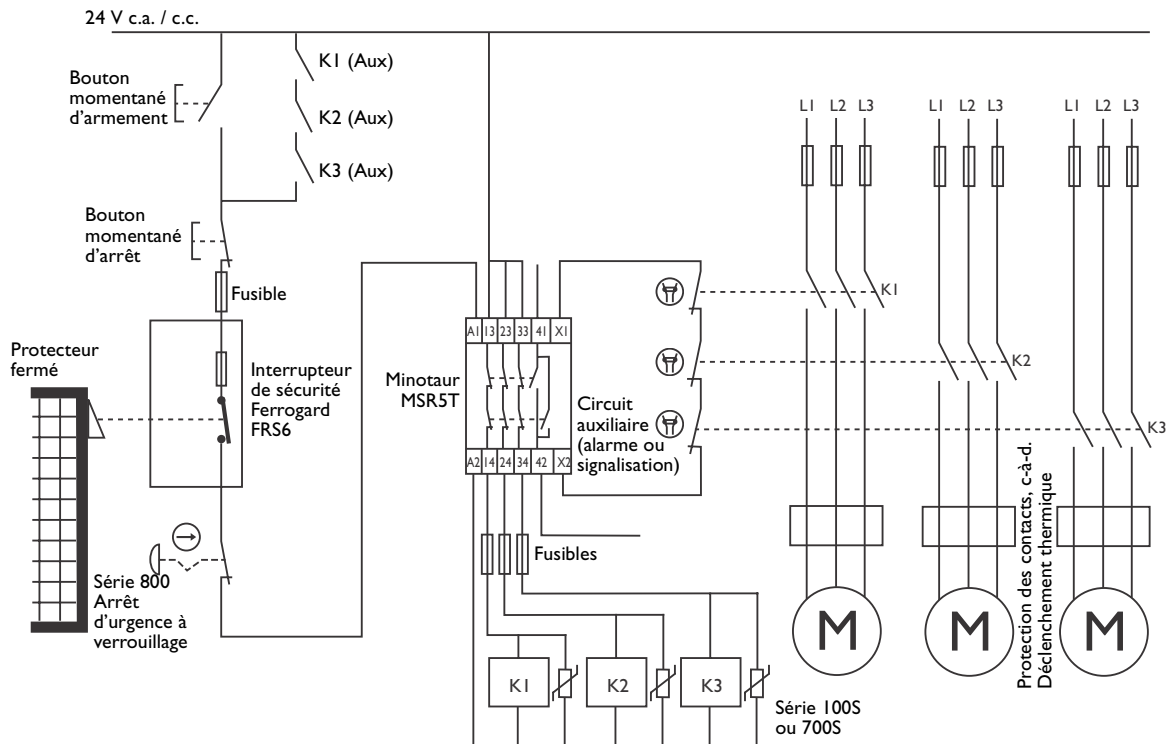 24 V c.a. / c.c.
Bouton
momentané
d'armement
K1 (Aux)
K2 (Aux)
K3 (Aux)
Bouton
momentané
d'arrêt
Fusible
Protecteur
fermé
Interrupteur
de sécurité
Ferrogard
FRS6
Série 800
Arrêt
d'urgence à
verrouillage
Minotaur
MSR5T
A1 13 23 33 41 X1
A2 14 24 34 42 X2
Circuit
auxiliaire
(alarme ou
signalisation)
Fusibles
K1
K2
K3
Série 100S
ou 700S
L1 L2 L3
L1 L2 L3
L1 L2 L3
K1
K2
K3
M
M
M
Protection des contacts, c-à-d.
Déclenchement thermique